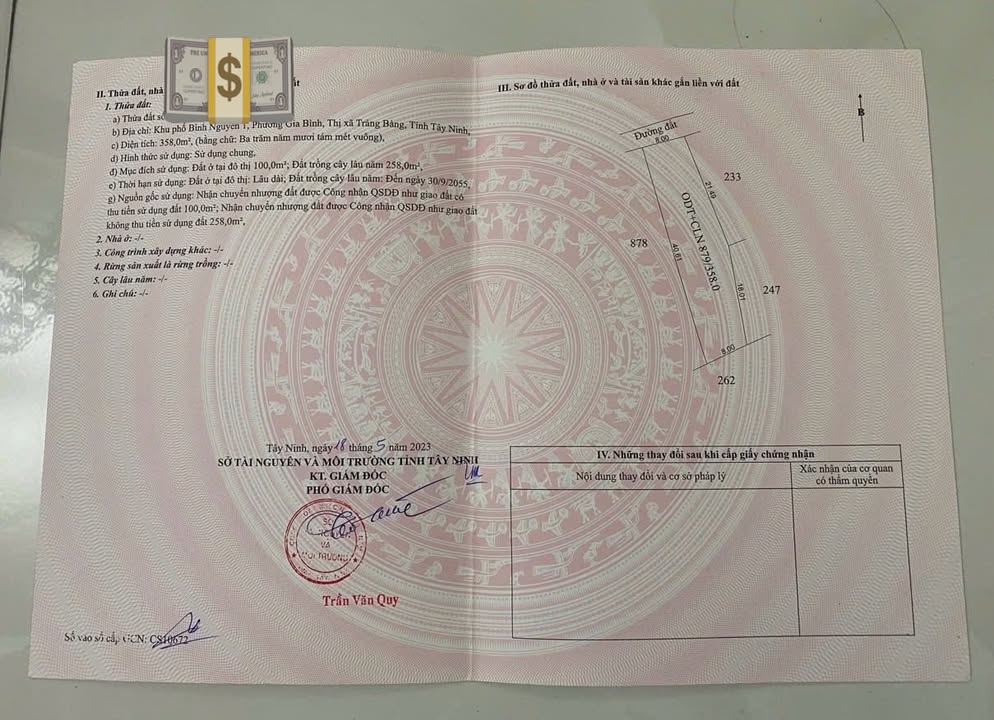 II. Thửa đất, nhà
ất
1. Thửa đất:
a) Thửa đất số
b) Địa chỉ: Khu phố Bình Nguyên 1, Phường Gia Bình, Thị xã Trảng Bàng, Tỉnh Tây Ninh,
c) Diện tích: 358,0m², (bằng chữ: Ba trăm năm mươi tám mét vuông),
d) Hình thức sử dụng: Sử dụng chung,
đ) Mục đích sử dụng: Đất ở tại đô thị 100,0m²; Đất trồng cây lâu năm 258,0m²,
e) Thời hạn sử dụng: Đất ở tại đô thị: Lâu dài; Đất trồng cây lâu năm: Đến ngày 30/9/2055,
g) Nguồn gốc sử dụng: Nhận chuyển nhượng đất được Công nhận QSDĐ như giao đất có
thu tiền sử dụng đất 100,0m²; Nhận chuyển nhượng đất được Công nhận QSDĐ như giao đất
không thu tiền sử dụng đất 258,0m²,
2. Nhà ở: -/-
3. Công trình xây dựng khác: -/-
4. Rừng sản xuất là rừng trồng: -/-
5. Cây lâu năm: -/-
6. Ghi chú: -/-
Tây Ninh, ngày 18 tháng 5 năm 2023
SỞ TÀI NGUYÊN VÀ MÔI TRƯỜNG TỈNH TÂY NINH
KT. GIÁM ĐỐC
PHÓ GIÁM ĐỐC
SỞ
VÀ
MÔI TRƯỜNG
Trần Văn Quy
Số vào sổ cấp GCN: CS10672
III. Sơ đồ thửa đất, nhà ở và tài sản khác gắn liền với đất
B
Đường đất
8.00
233
21.49
ODT+CLN 879/358.0
878
40.61
18.01
247
8.00
262
IV. Những thay đổi sau khi cấp giấy chứng nhận
Nội dung thay đổi và cơ sở pháp lý
Xác nhận của cơ quan
có thẩm quyền